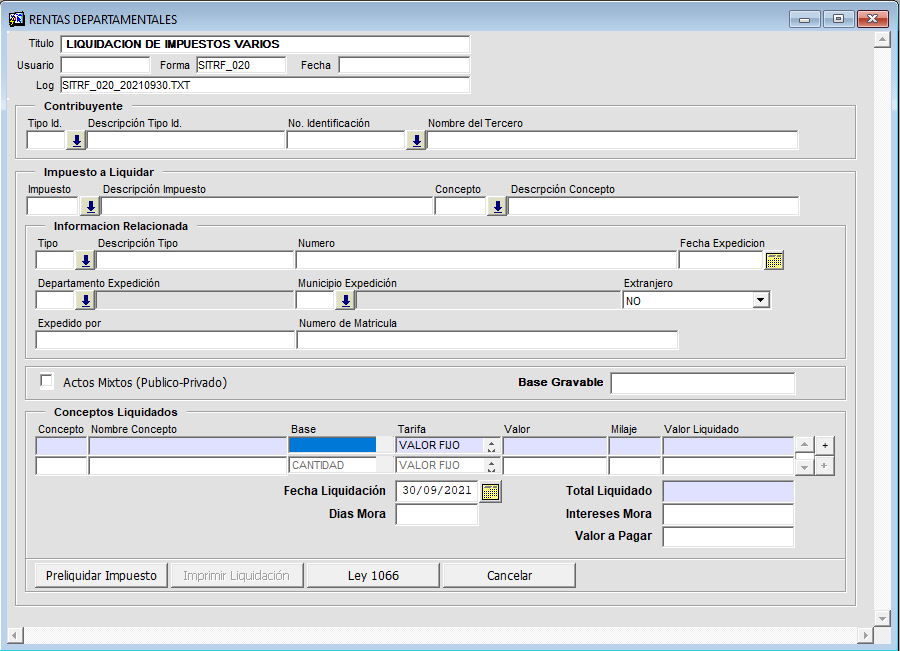 RENTAS DEPARTAMENTALES
Titulo LIQUIDACION DE IMPUESTOS VARIOS
Usuario Forma SITRF_020 Fecha
Log SITRF_020_20210930.TXT
Contribuyente
Tipo Id. Descripción Tipo Id. No. Identificación Nombre del Tercero
Impuesto a Liquidar
Impuesto Descripción Impuesto Concepto Descrpción Concepto
Informacion Relacionada
Tipo Descripción Tipo Numero Fecha Expedicion
Departamento Expedición Municipio Expedición Extranjero
NO
Expedido por Numero de Matricula
Actos Mixtos (Publico-Privado) Base Gravable
Conceptos Liquidados
Concepto Nombre Concepto Base Tarifa Valor Milaje Valor Liquidado
VALOR FIJO +
CANTIDAD VALOR FIJO +
Fecha Liquidación 30/09/2021 Total Liquidado
Dias Mora Intereses Mora
Valor a Pagar
Preliquidar Impuesto Imprimir Liquidación Ley 1066 Cancelar